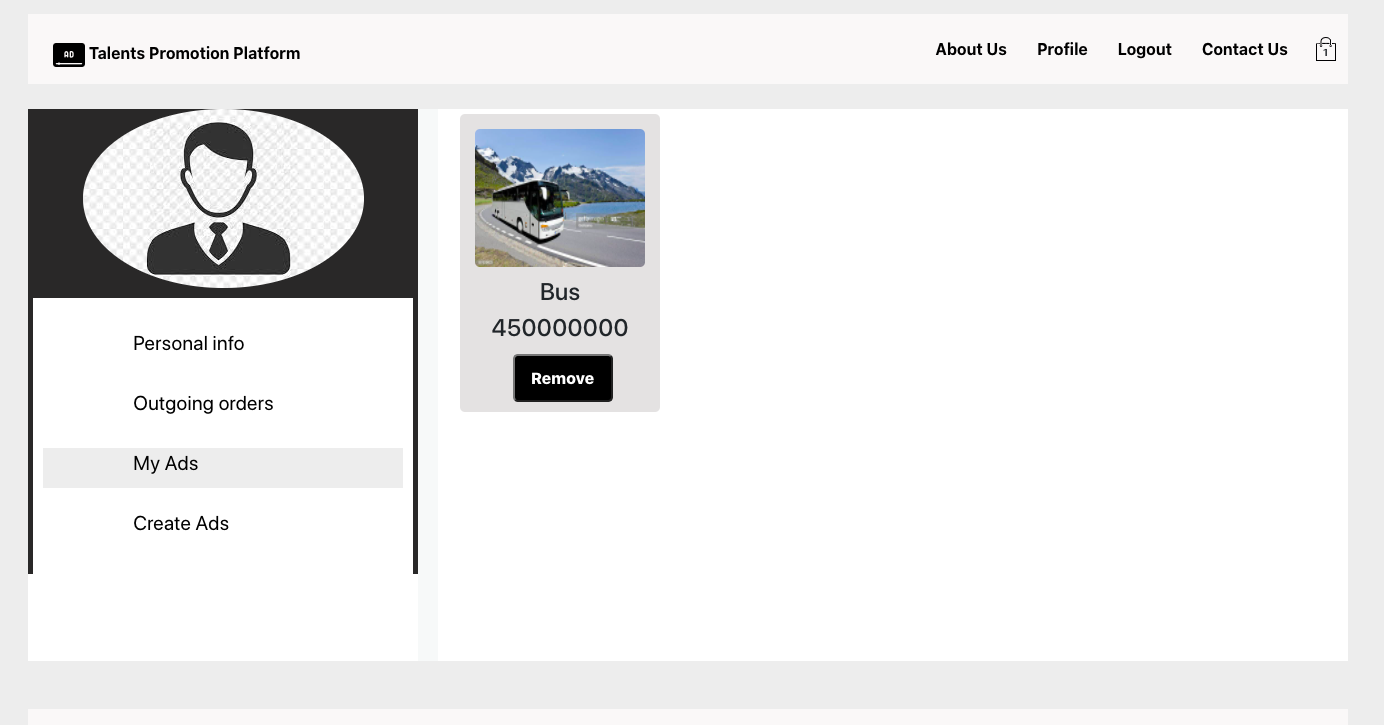 AD
Talents Promotion Platform
About Us
Profile
Logout
Contact Us
1
Personal info
Outgoing orders
My Ads
Create Ads
Bus
450000000
Remove